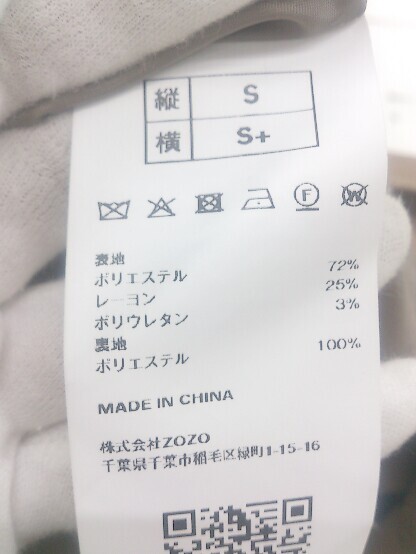 縦 S
横 S+
F W
表地
ポリエステル 72%
レーヨン 25%
ポリウレタン 3%
裏地
ポリエステル 100%
MADE IN CHINA
株式会社ZOZO
千葉県千葉市稲毛区緑町1-15-16